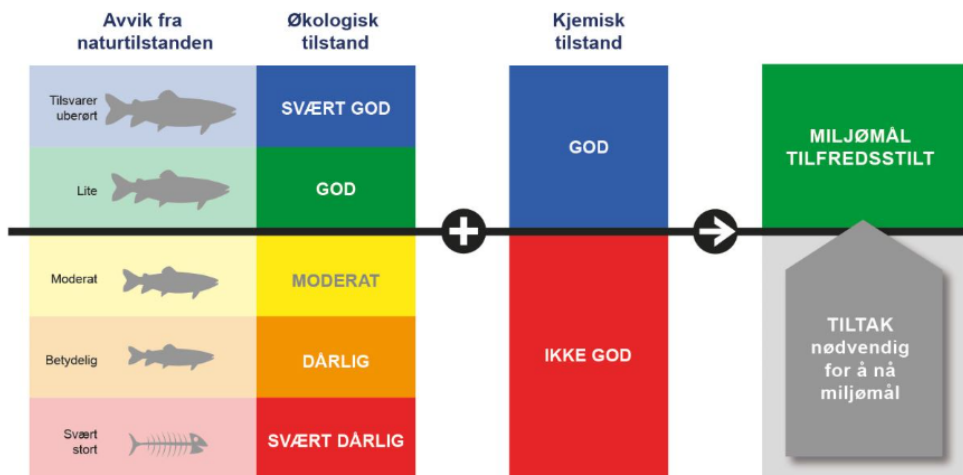 Avvik fra
naturtilstanden
Økologisk
tilstand
Kjemisk
tilstand
Tilsvarer
uberørt
SVÆRT GOD
Lite
GOD
Moderat
MODERAT
Betydelig
DÅRLIG
Svært
stort
SVÆRT DÅRLIG
GOD
IKKE GOD
MILJØMÅL
TILFREDSSTILT
TILTAK
nødvendig
for å nå
miljømål